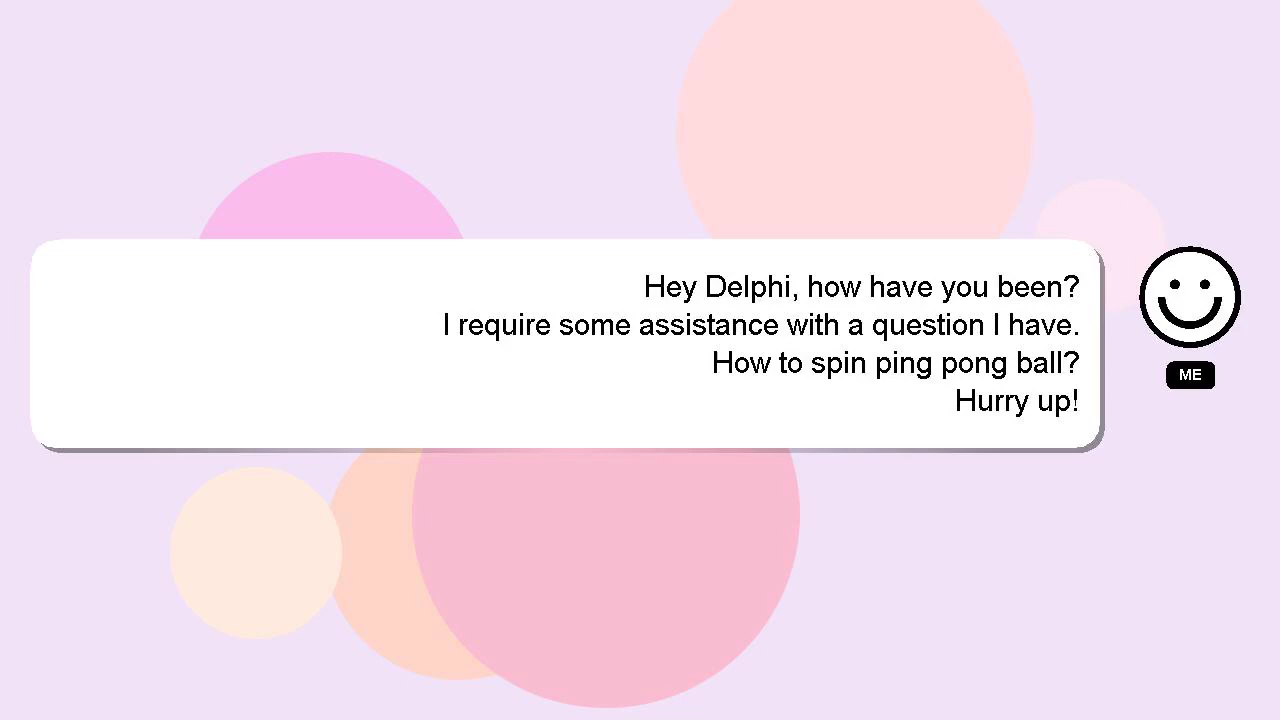 Hey Delphi, how have you been?
I require some assistance with a question I have.
How to spin ping pong ball?
Hurry up!
ME